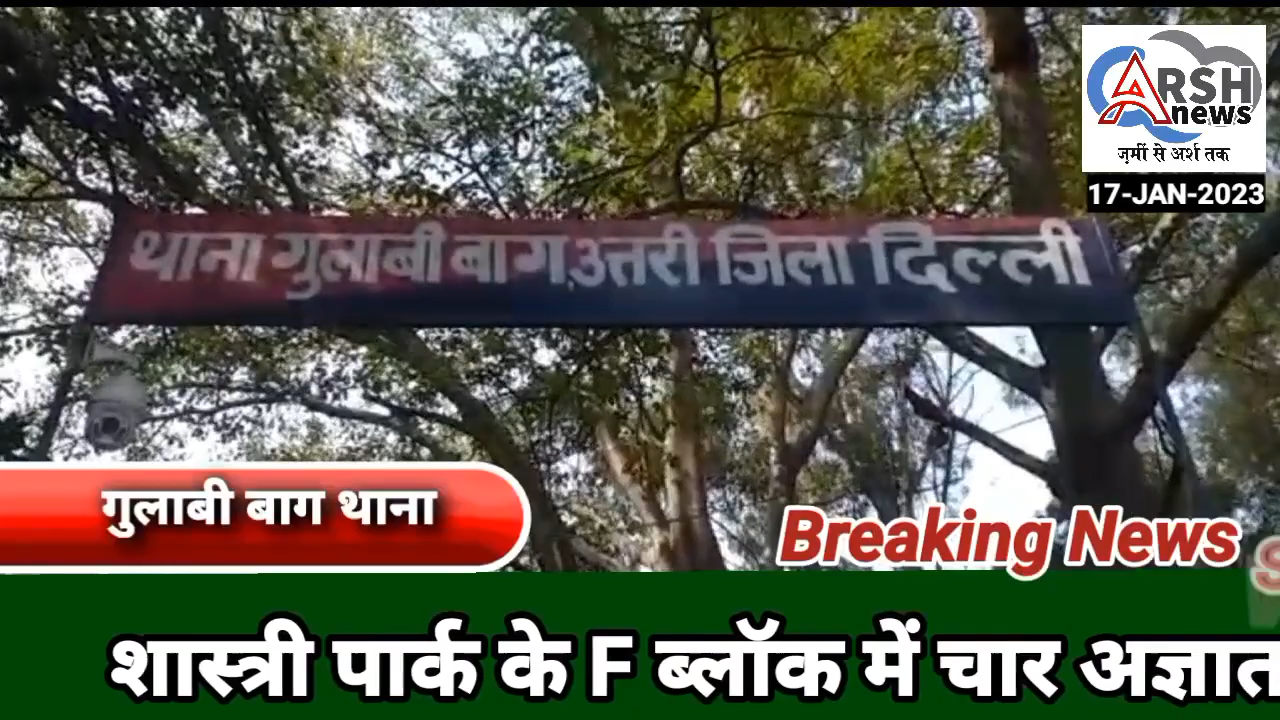 ARSH
news
ज़मीं से अर्श तक
17-JAN-2023
थाना गुलाबी बाग,उत्तरी जिला दिल्ली
गुलाबी बाग थाना
Breaking News
शास्त्री पार्क के F ब्लॉक में चार अज्ञात